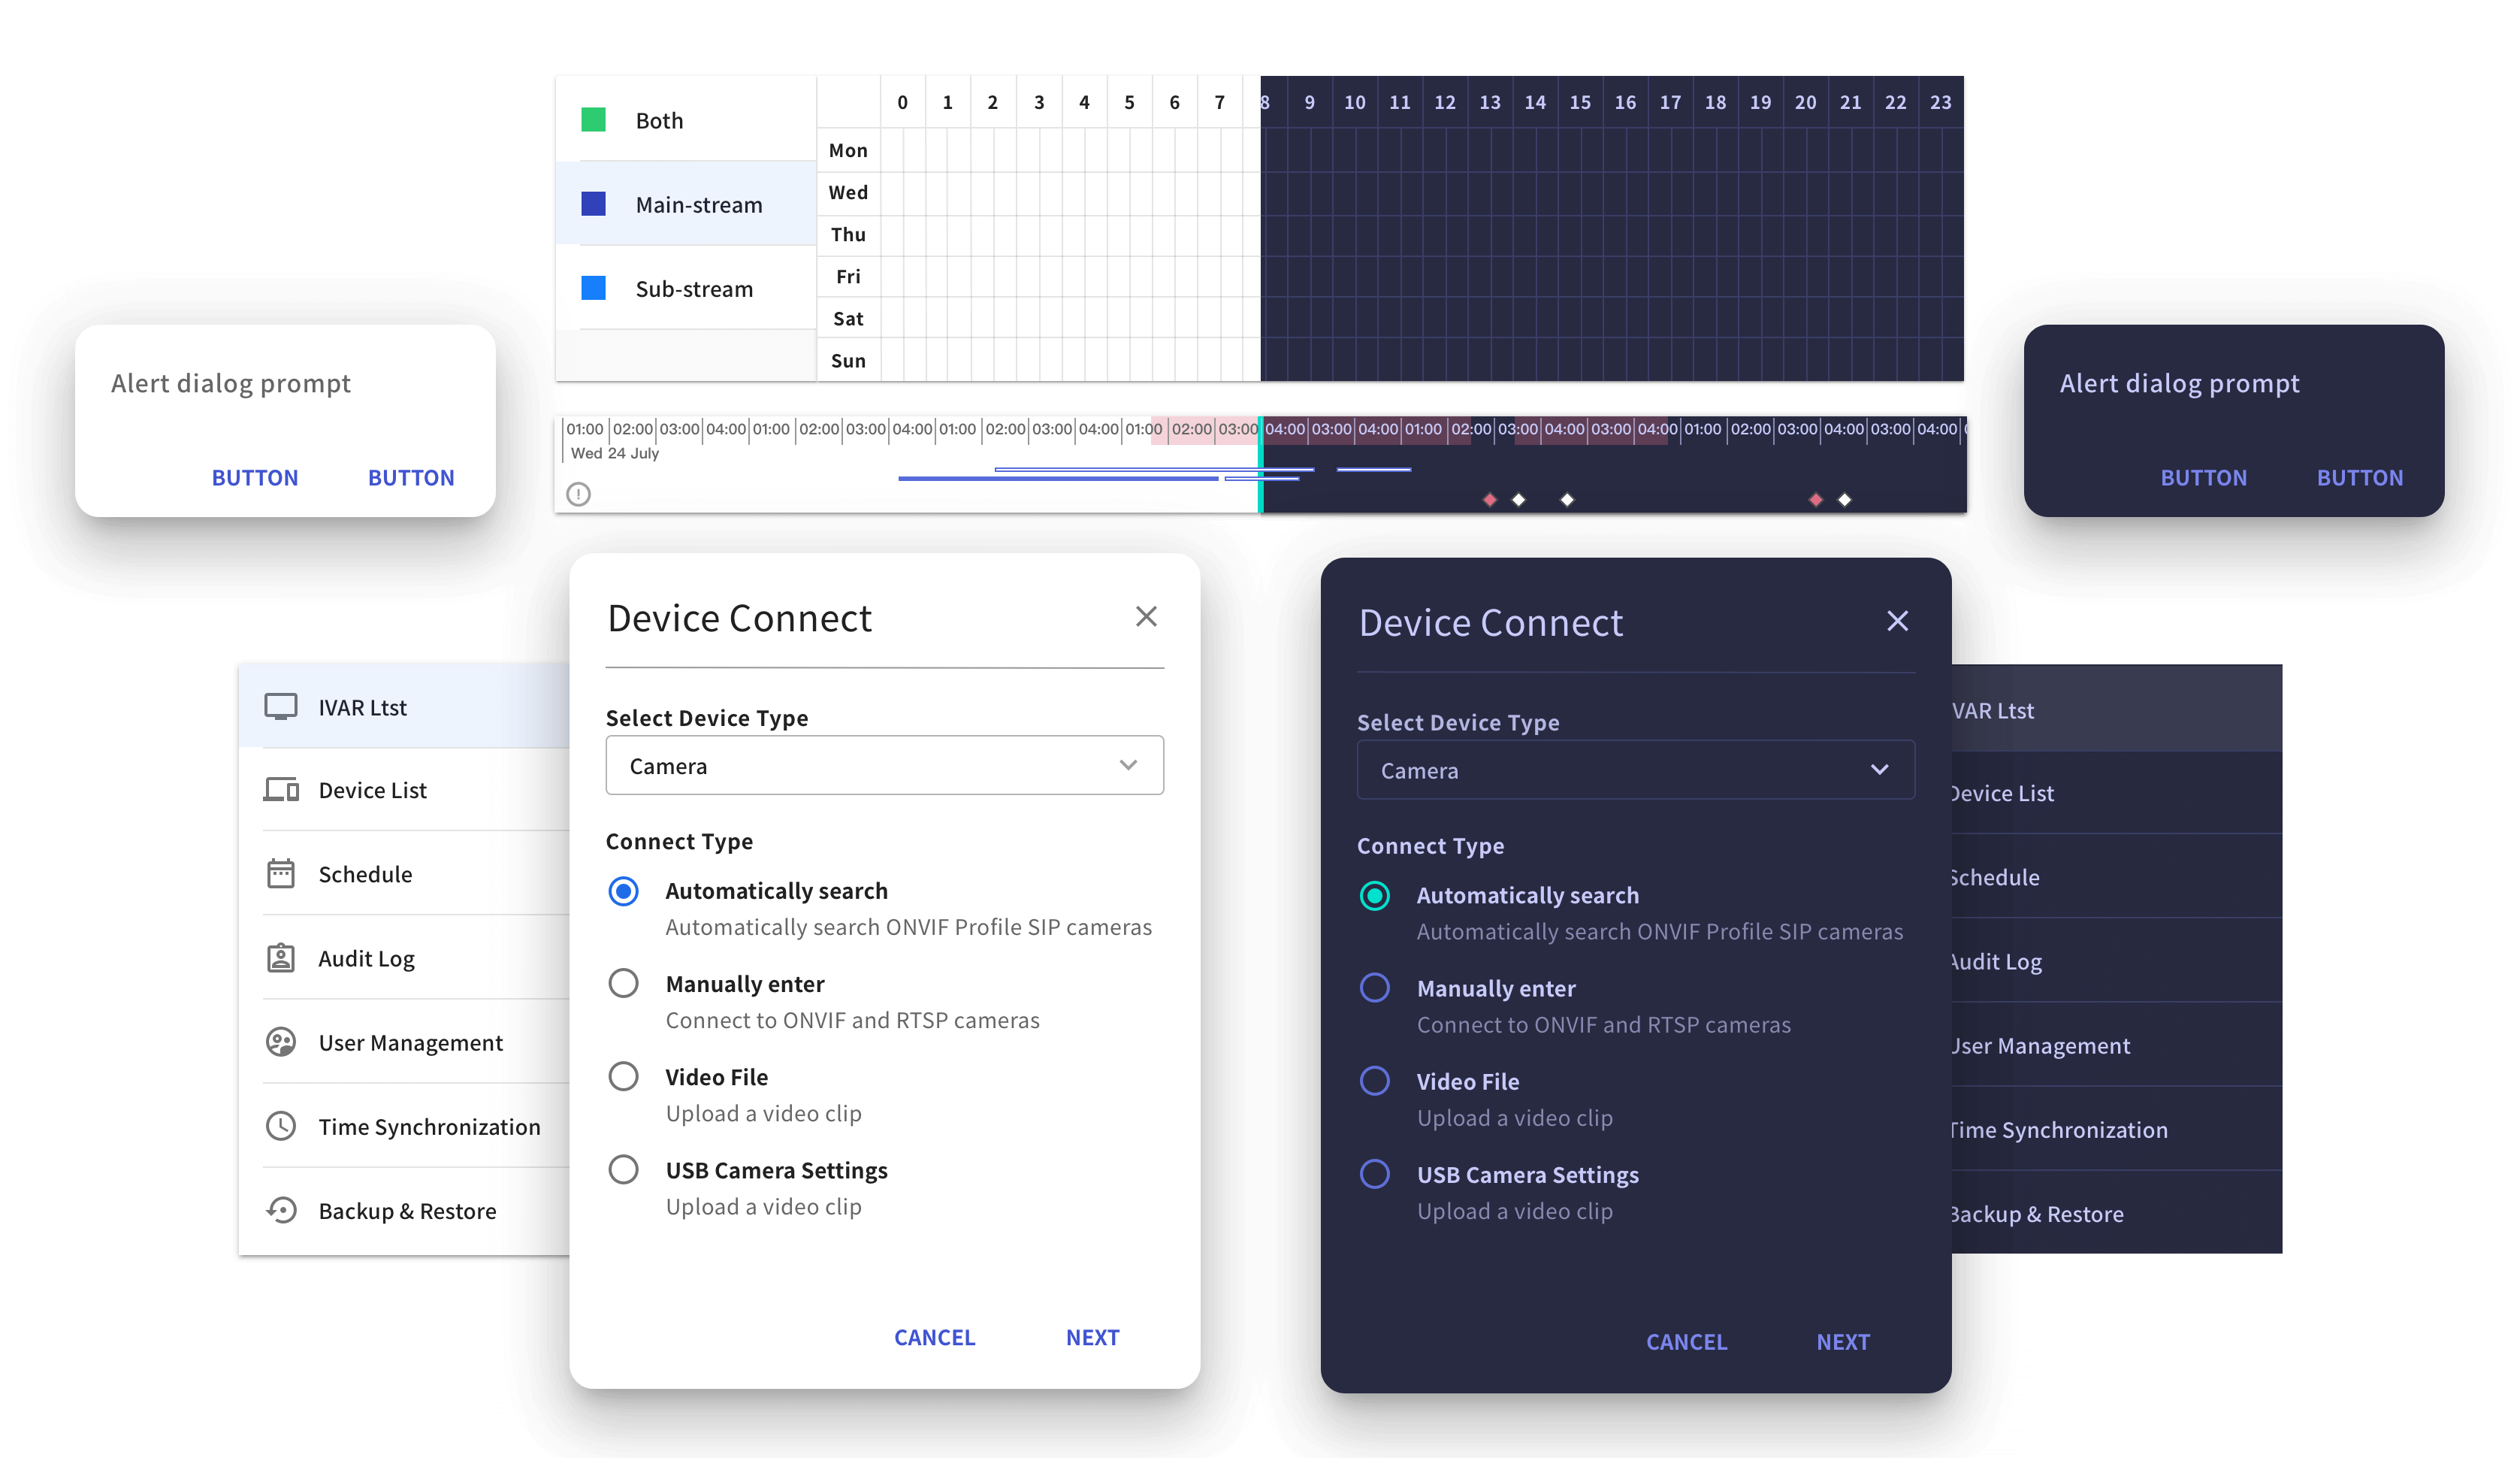 Both
Main-stream
Sub-stream
0 1 2 3 4 5 6 7 8 9 10 11 12 13 14 15 16 17 18 19 20 21 22 23
Mon
Wed
Thu
Fri
Sat
Sun
Alert dialog prompt
BUTTON BUTTON
01:00 02:00 03:00 04:00 01:00 02:00 03:00 04:00 01:00 02:00 03:00 04:00 01:00 02:00 03:00 04:00 03:00 04:00 01:00 02:00 03:00 04:00 03:00 04:00 01:00 02:00 03:00 04:00 03:00 04:00
Wed 24 July
Alert dialog prompt
BUTTON BUTTON
IVAR Ltst
Device List
Schedule
Audit Log
User Management
Time Synchronization
Backup & Restore
Device Connect
Select Device Type
Camera
Connect Type
Automatically search
Automatically search ONVIF Profile SIP cameras
Manually enter
Connect to ONVIF and RTSP cameras
Video File
Upload a video clip
USB Camera Settings
Upload a video clip
CANCEL NEXT
Device Connect
Select Device Type
Camera
Connect Type
Automatically search
Automatically search ONVIF Profile SIP cameras
Manually enter
Connect to ONVIF and RTSP cameras
Video File
Upload a video clip
USB Camera Settings
Upload a video clip
CANCEL NEXT
VAR Ltst
Device List
Schedule
Audit Log
User Management
Time Synchronization
Backup & Restore